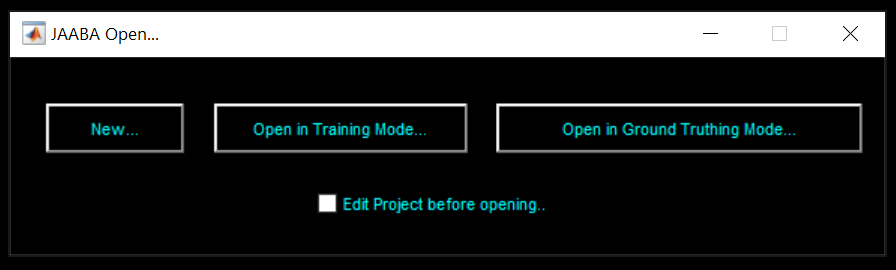 JAABA Open...
New...
Open in Training Mode...
Open in Ground Truthing Mode...
Edit Project before opening..